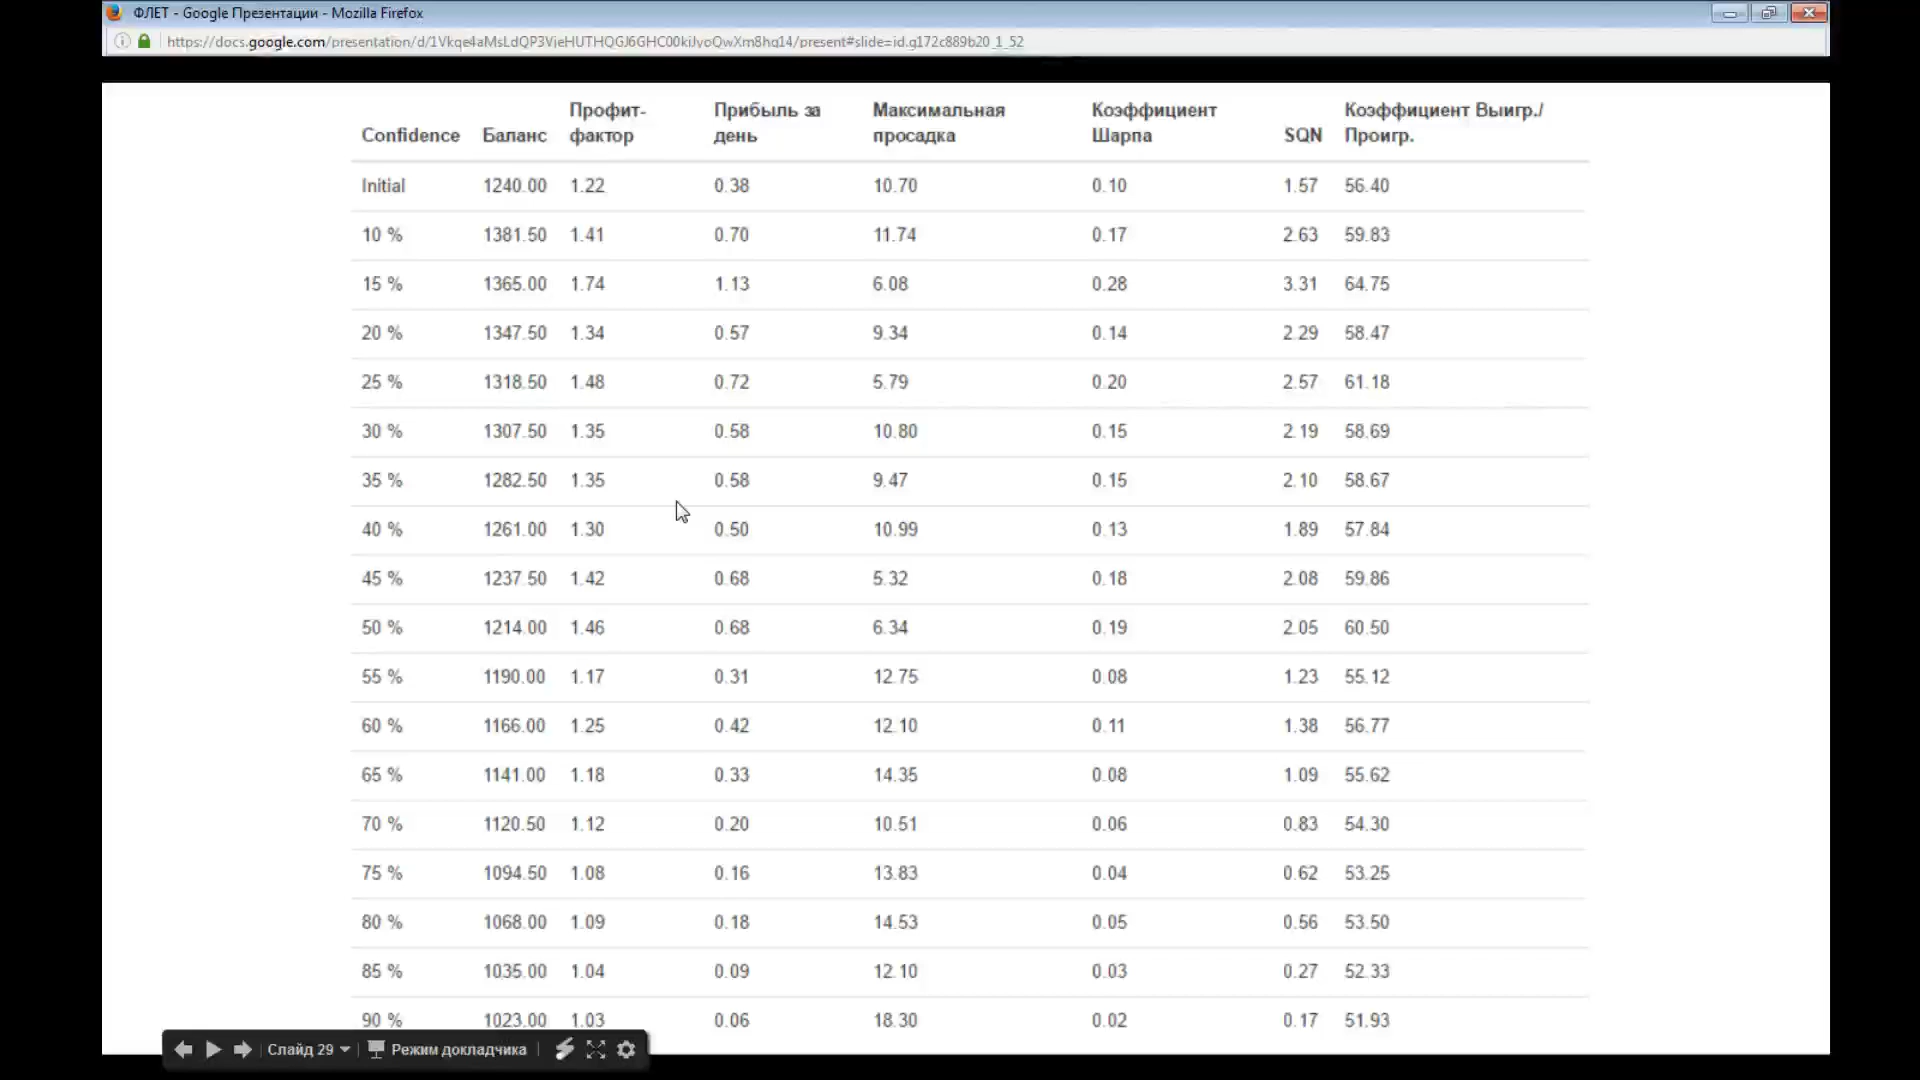 ФЛЕТ - Google Презентации - Mozilla Firefox
https://docs.google.com/presentation/d/1Vkqe4aMsLdQP3VieHUTHQGJ6GHC00kiJyoQwXm8hq14/present#slide=id.g172c889b20_1_52
Confidence Баланс Профит-фактор Прибыль за день Максимальная просадка Коэффициент Шарпа SQN Коэффициент Выигр./Проигр.
Initial 1240.00 1.22 0.38 10.70 0.10 1.57 56.40
10 % 1381.50 1.41 0.70 11.74 0.17 2.63 59.83
15 % 1365.00 1.74 1.13 6.08 0.28 3.31 64.75
20 % 1347.50 1.34 0.57 9.34 0.14 2.29 58.47
25 % 1318.50 1.48 0.72 5.79 0.20 2.57 61.18
30 % 1307.50 1.35 0.58 10.80 0.15 2.19 58.69
35 % 1282.50 1.35 0.58 9.47 0.15 2.10 58.67
40 % 1261.00 1.30 0.50 10.99 0.13 1.89 57.84
45 % 1237.50 1.42 0.68 5.32 0.18 2.08 59.86
50 % 1214.00 1.46 0.68 6.34 0.19 2.05 60.50
55 % 1190.00 1.17 0.31 12.75 0.08 1.23 55.12
60 % 1166.00 1.25 0.42 12.10 0.11 1.38 56.77
65 % 1141.00 1.18 0.33 14.35 0.08 1.09 55.62
70 % 1120.50 1.12 0.20 10.51 0.06 0.83 54.30
75 % 1094.50 1.08 0.16 13.83 0.04 0.62 53.25
80 % 1068.00 1.09 0.18 14.53 0.05 0.56 53.50
85 % 1035.00 1.04 0.09 12.10 0.03 0.27 52.33
90 % 1023.00 1.03 0.06 18.30 0.02 0.17 51.93
Слайд 29 Режим докладчика